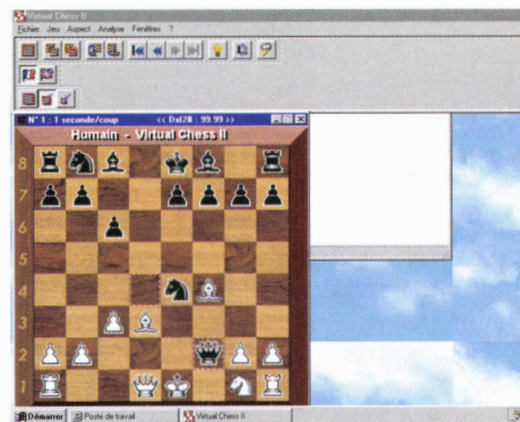 Virtual Chess II
Fichier Jeu Aspect Analyse Fenêtres ?
N° 1 : 1 seconde/coup << Dxf2# : 99.99 >>
Humain - Virtual Chess II
8
7
6
5
4
3
2
1
Démarrer Poste de travail Virtual Chess II